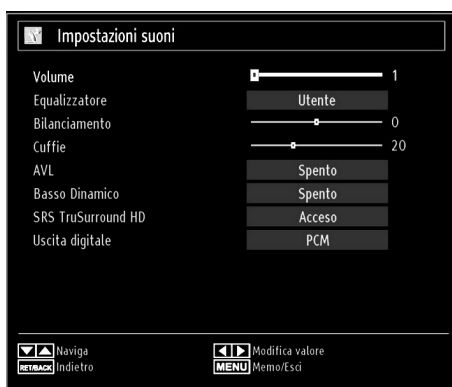 Impostazioni suoni
Volume 1
Equalizzatore Utente
Bilanciamento 0
Cuffie 20
AVL Spento
Basso Dinamico Spento
SRS TruSurround HD Acceso
Uscita digitale PCM
Naviga Modifica valore
RET/BACK Indietro MENU Memo/Esci